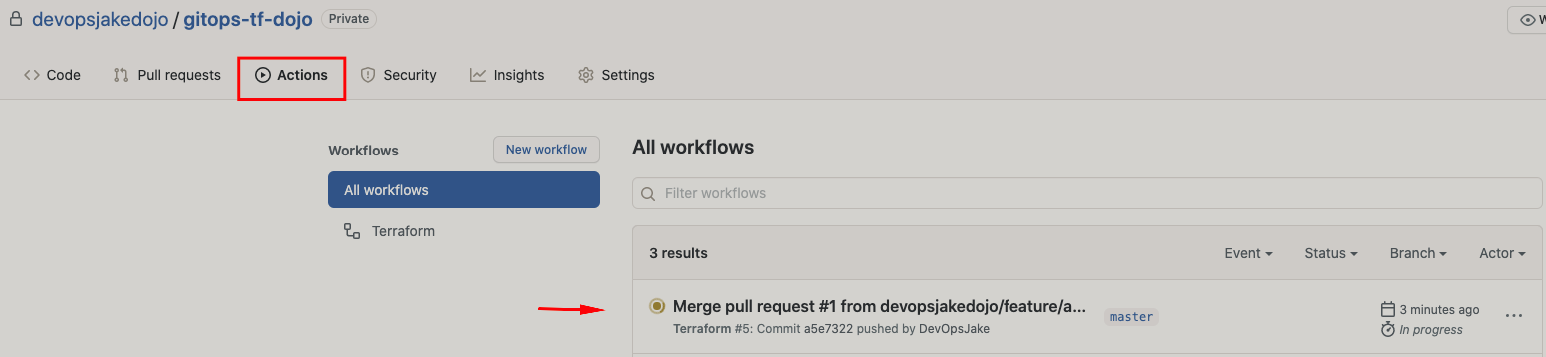 devopsjakedojo / gitops-tf-dojo Private
Code Pull requests Actions Security Insights Settings
Workflows New workflow
All workflows
Terraform
All workflows
Filter workflows
3 results Event Status Branch Actor
Merge pull request #1 from devopsjakedojo/feature/a... master
Terraform #5: Commit a5e7322 pushed by DevOpsJake
3 minutes ago
In progress